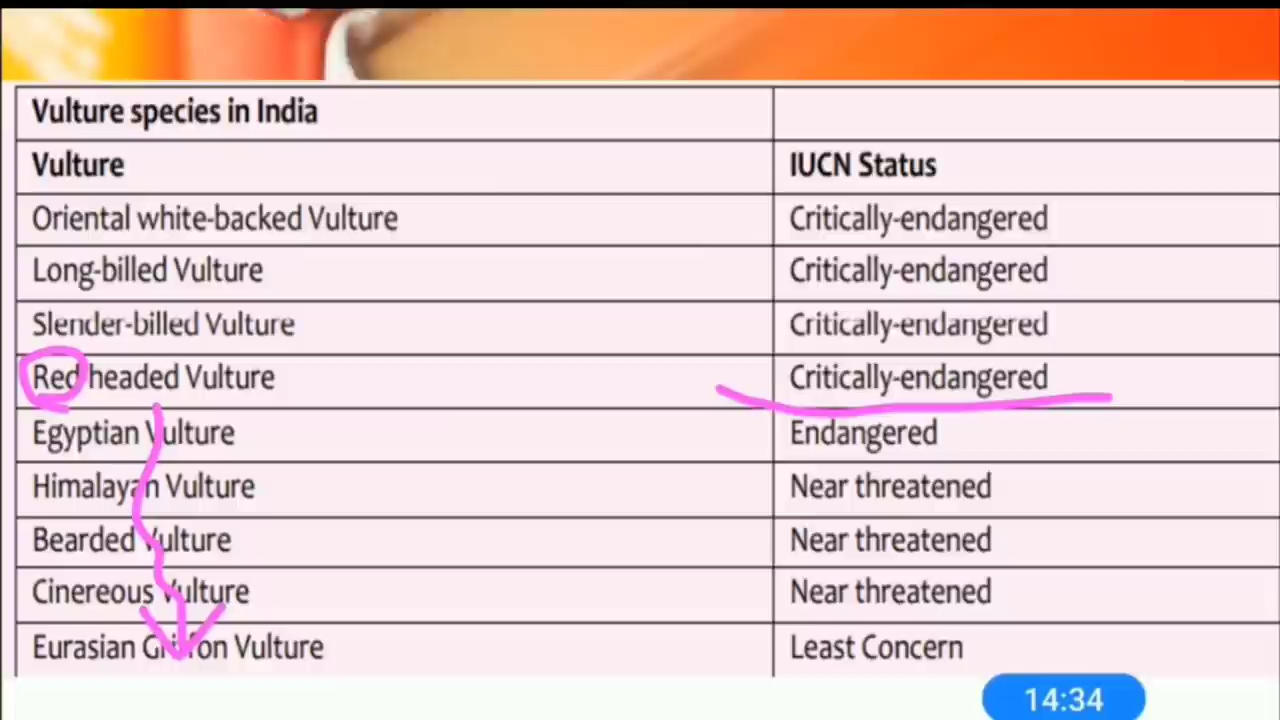 Vulture species in India
Vulture IUCN Status
Oriental white-backed Vulture Critically-endangered
Long-billed Vulture Critically-endangered
Slender-billed Vulture Critically-endangered
Red headed Vulture Critically-endangered
Egyptian Vulture Endangered
Himalayan Vulture Near threatened
Bearded Vulture Near threatened
Cinereous Vulture Near threatened
Eurasian Griffon Vulture Least Concern
14:34